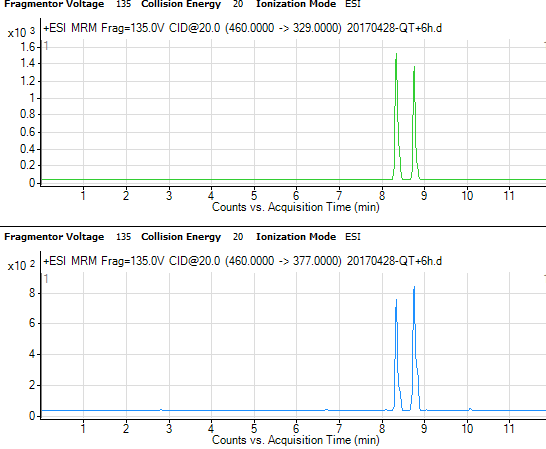 Fragmentor Voltage 135 Collision Energy 20 Ionization Mode ESI
x10 3
+ESI MRM Frag=135.0V CID@20.0 (460.0000 -> 329.0000) 20170428-QT+6h.d
1
1.6
1.4
1.2
1
0.8
0.6
0.4
0.2
0
1 2 3 4 5 6 7 8 9 10 11
Counts vs. Acquisition Time (min)
Fragmentor Voltage 135 Collision Energy 20 Ionization Mode ESI
x10 2
+ESI MRM Frag=135.0V CID@20.0 (460.0000 -> 377.0000) 20170428-QT+6h.d
1
8
6
4
2
0
1 2 3 4 5 6 7 8 9 10 11
Counts vs. Acquisition Time (min)